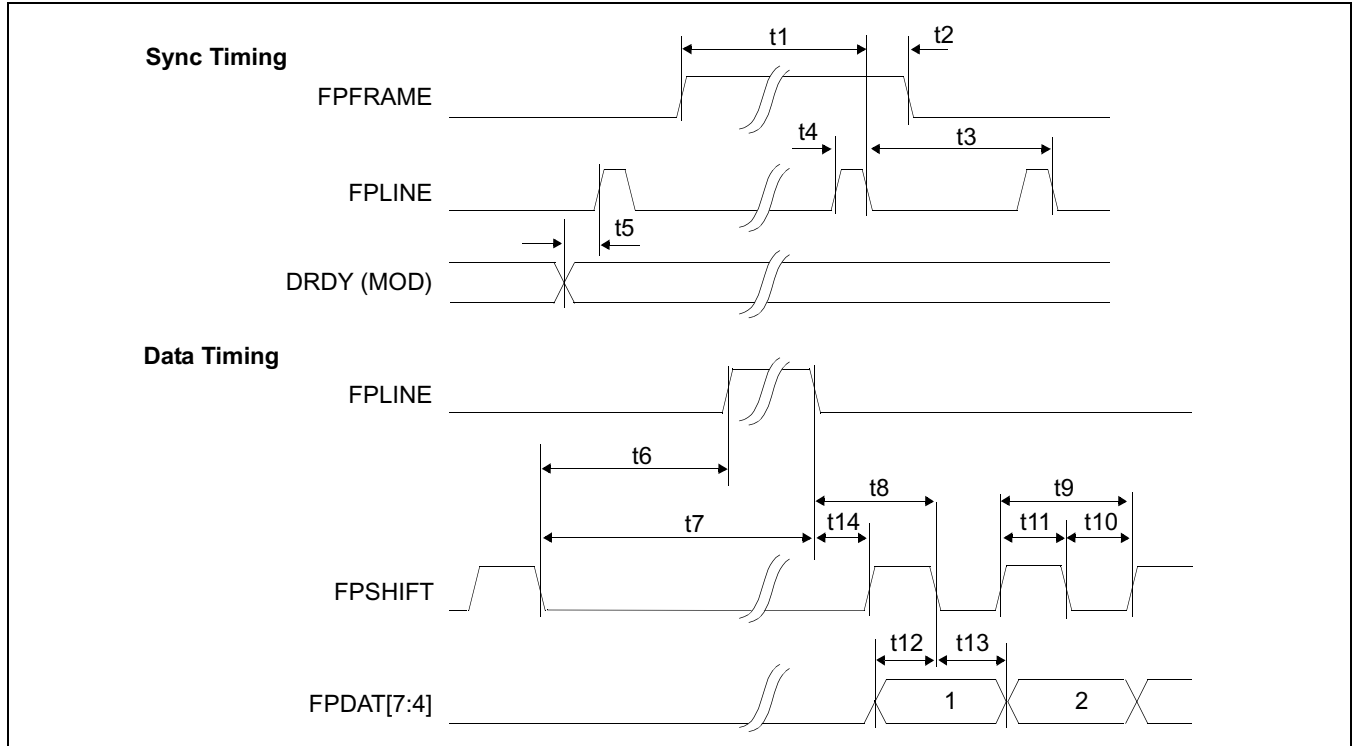 Sync Timing
t1
t2
FPFRAME
t4
t3
FPLINE
t5
DRDY (MOD)
Data Timing
FPLINE
t6
t8
t9
t7
t14
t11
t10
FPSHIFT
t12
t13
FPDAT[7:4]
1
2